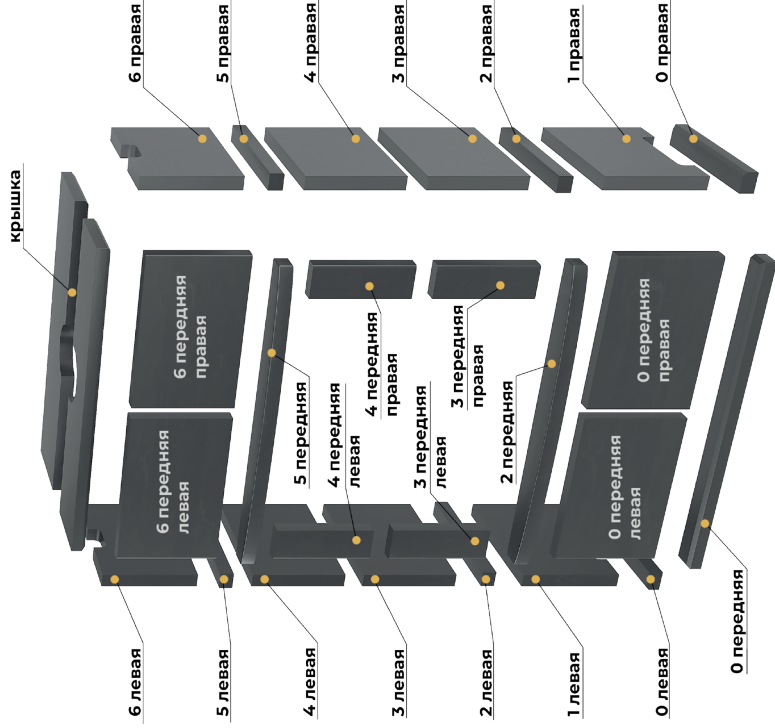 крышка
6 правая
5 правая
4 правая
3 правая
2 правая
1 правая
0 правая
6 передняя
правая
6 передняя
левая
5 передняя
4 передняя
правая
4 передняя
левая
3 передняя
правая
3 передняя
левая
2 передняя
0 передняя
правая
0 передняя
левая
0 передняя
6 левая
5 левая
4 левая
3 левая
2 левая
1 левая
0 левая